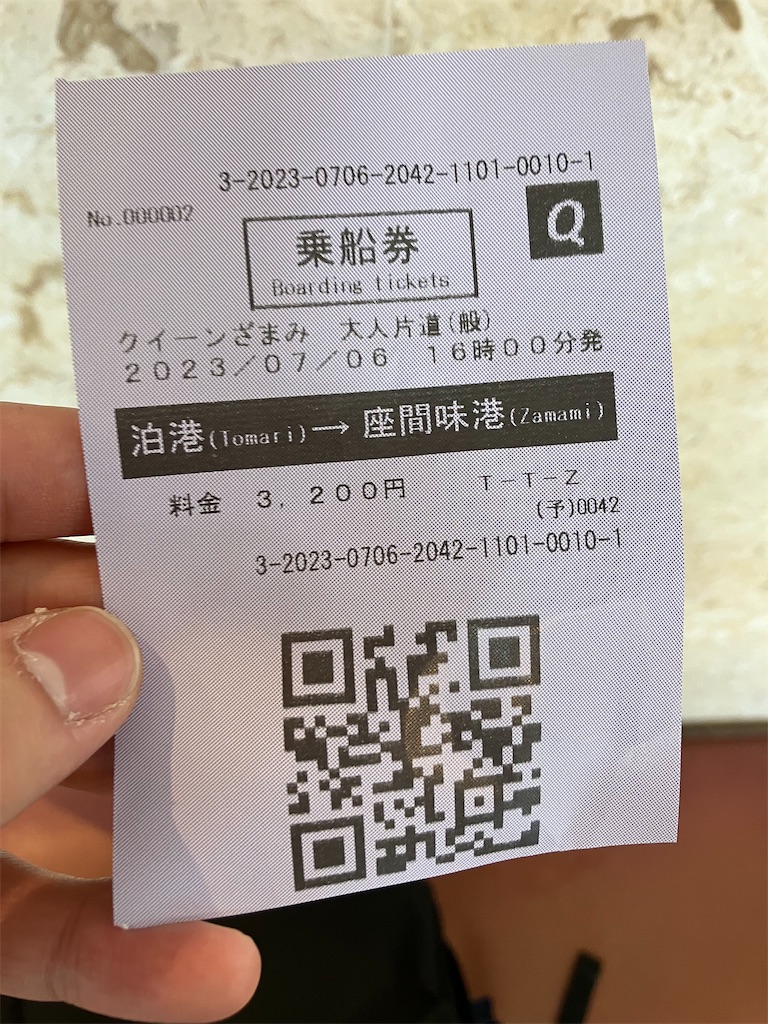 3-2023-0706-2042-1101-0010-1
No.000002
Q
乗船券
Boarding tickets
クイーンざまみ 大人片道(般)
2023/07/06 16時00分発
泊港(Tomari)→ 座間味港(Zamami)
料金 3,200円 T-T-Z
(予)0042
3-2023-0706-2042-1101-0010-1